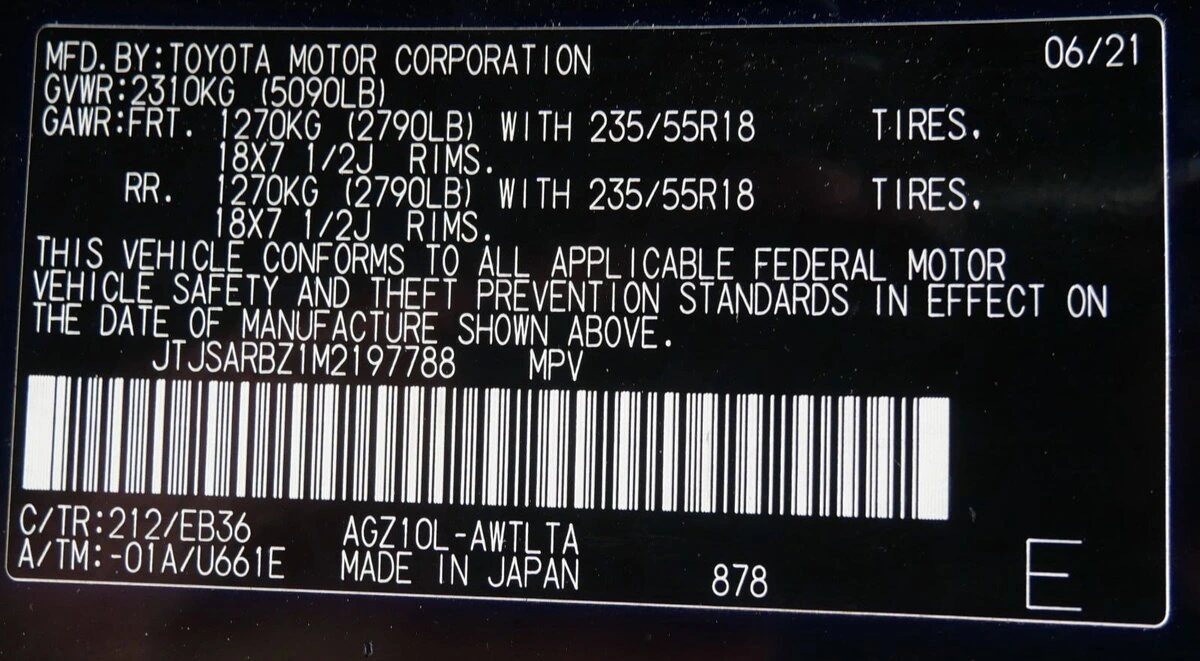 MFD.BY:TOYOTA MOTOR CORPORATION 06/21
GVWR:2310KG (5090LB)
GAWR:FRT. 1270KG (2790LB) WITH 235/55R18 TIRES.
18X7 1/2J RIMS.
RR. 1270KG (2790LB) WITH 235/55R18 TIRES.
18X7 1/2J RIMS.
THIS VEHICLE CONFORMS TO ALL APPLICABLE FEDERAL MOTOR
VEHICLE SAFETY AND THEFT PREVENTION STANDARDS IN EFFECT ON
THE DATE OF MANUFACTURE SHOWN ABOVE.
JTJSARBZ1M2197788 MPV
C/TR:212/EB36 AGZ10L-AWTLTA
A/TM:-01A/U661E MADE IN JAPAN 878 E